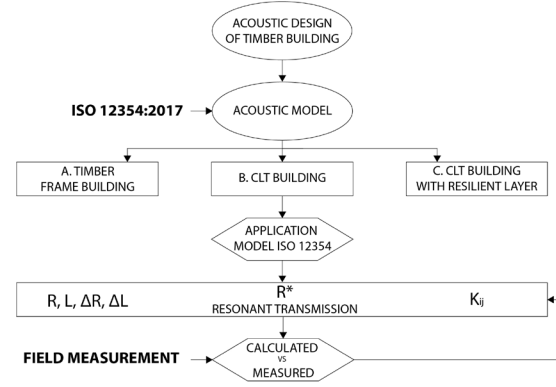 ACOUSTIC DESIGN
OF TIMBER BUILDING
ISO 12354:2017
ACOUSTIC MODEL
A. TIMBER
FRAME BUILDING
B. CLT BUILDING
C. CLT BUILDING
WITH RESILIENT LAYER
APPLICATION
MODEL ISO 12354
R, L, ΔR, ΔL
R*
RESONANT TRANSMISSION
Kij
FIELD MEASUREMENT
CALCULATED
vs
MEASURED